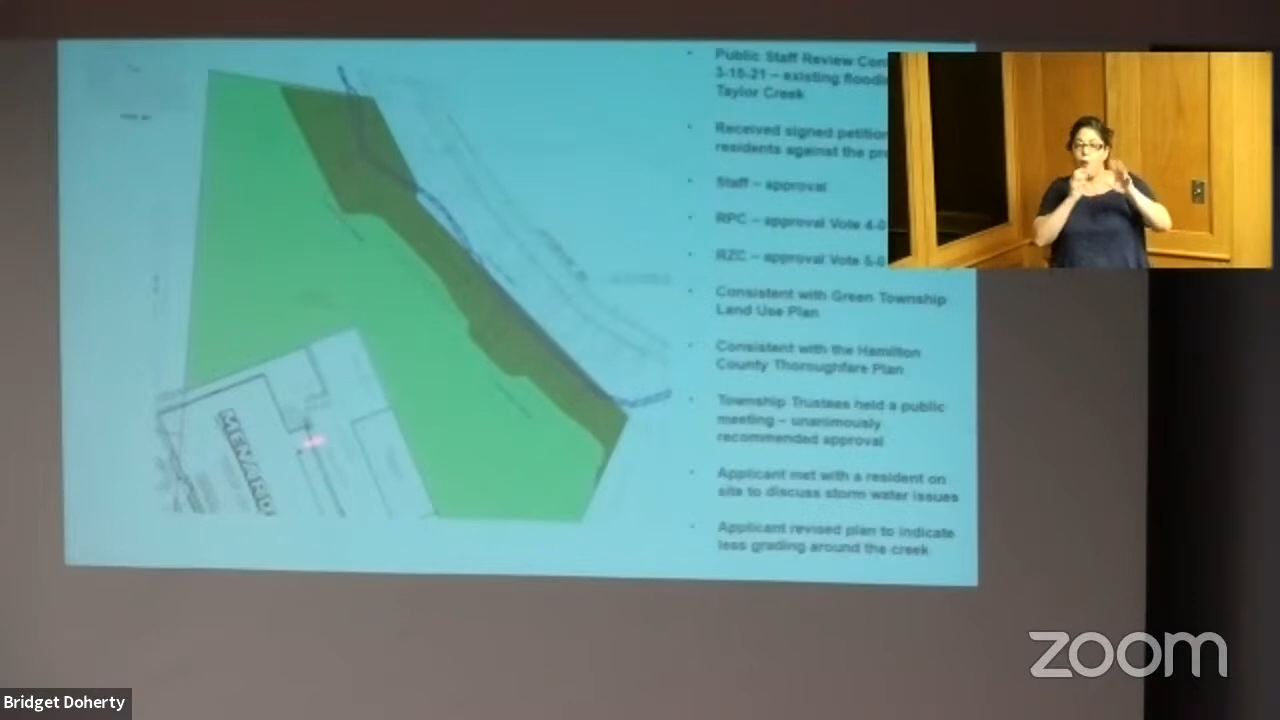 Public Staff Review
3-15-21 – existing
Taylor Creek
Received signed
residents against the
Staff – approval
RPC – approval Vote 4-0
RZC – approval Vote 5-0
Consistent with Green Township
Land Use Plan
Consistent with the Hamilton
County Thoroughfare Plan
Township Trustees held a public
meeting – unanimously
recommended approval
Applicant met with a resident on
site to discuss storm water issues
Applicant revised plan to indicate
less grading around the creek
MENARD
zoom
Bridget Doherty